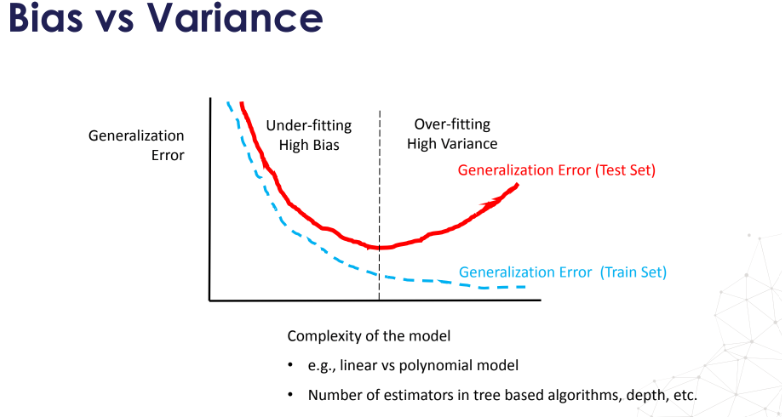 Bias vs Variance
Generalization
Error
Under-fitting
High Bias
Over-fitting
High Variance
Generalization Error (Test Set)
Generalization Error  (Train Set)
Complexity of the model
• e.g., linear vs polynomial model
• Number of estimators in tree based algorithms, depth, etc.